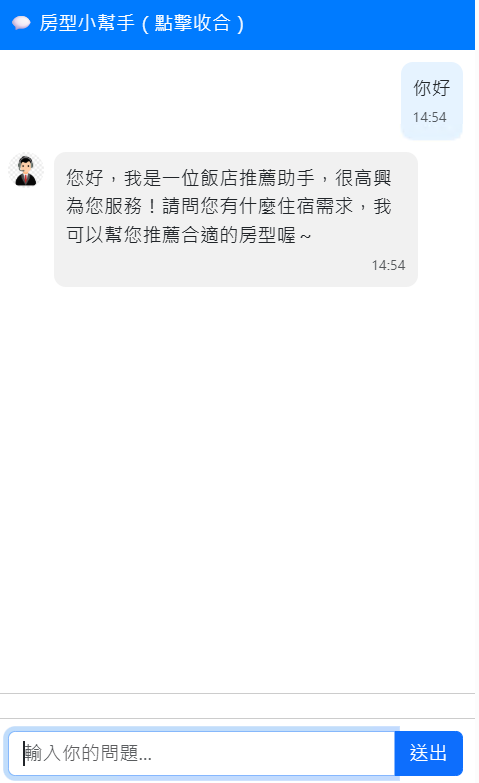 房型小幫手（點擊收合）
你好
14:54
您好，我是一位飯店推薦助手，很高興
為您服務！請問您有什麼住宿需求，我
可以幫您推薦合適的房型喔～
14:54
輸入你的問題...
送出